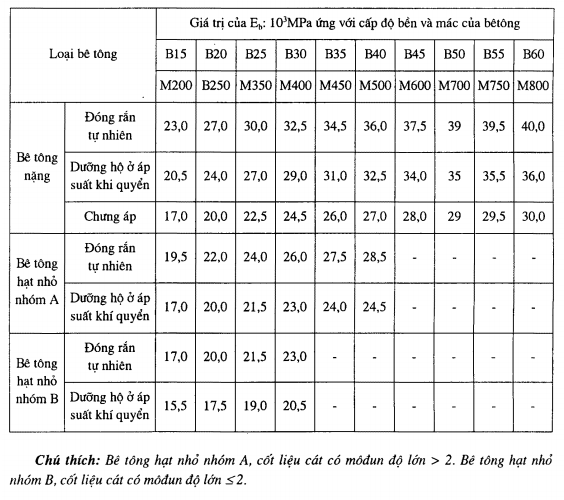 Loại bê tông
Giá trị của Eb: 10³MPa ứng với cấp độ bền và mác của bêtông
B15 B20 B25 B30 B35 B40 B45 B50 B55 B60
M200 B250 M350 M400 M450 M500 M600 M700 M750 M800
Bê tông
nặng
Đóng rắn
tự nhiên
23,0 27,0 30,0 32,5 34,5 36,0 37,5 39 39,5 40,0
Dưỡng hộ ở áp
suất khí quyển
20,5 24,0 27,0 29,0 31,0 32,5 34,0 35 35,5 36,0
Chưng áp 17,0 20,0 22,5 24,5 26,0 27,0 28,0 29 29,5 30,0
Bê tông
hạt nhỏ
nhóm A
Đóng rắn
tự nhiên
19,5 22,0 24,0 26,0 27,5 28,5 - - - -
Dưỡng hộ ở áp
suất khí quyển
17,0 20,0 21,5 23,0 24,0 24,5 - - - -
Bê tông
hạt nhỏ
nhóm B
Đóng rắn
tự nhiên
17,0 20,0 21,5 23,0 - - - - - -
Dưỡng hộ ở áp
suất khí quyển
15,5 17,5 19,0 20,5 - - - - - -
Chú thích: Bê tông hạt nhỏ nhóm A, cốt liệu cát có môđun độ lớn > 2. Bê tông hạt nhỏ
nhóm B, cốt liệu cát có môđun độ lớn ≤2.